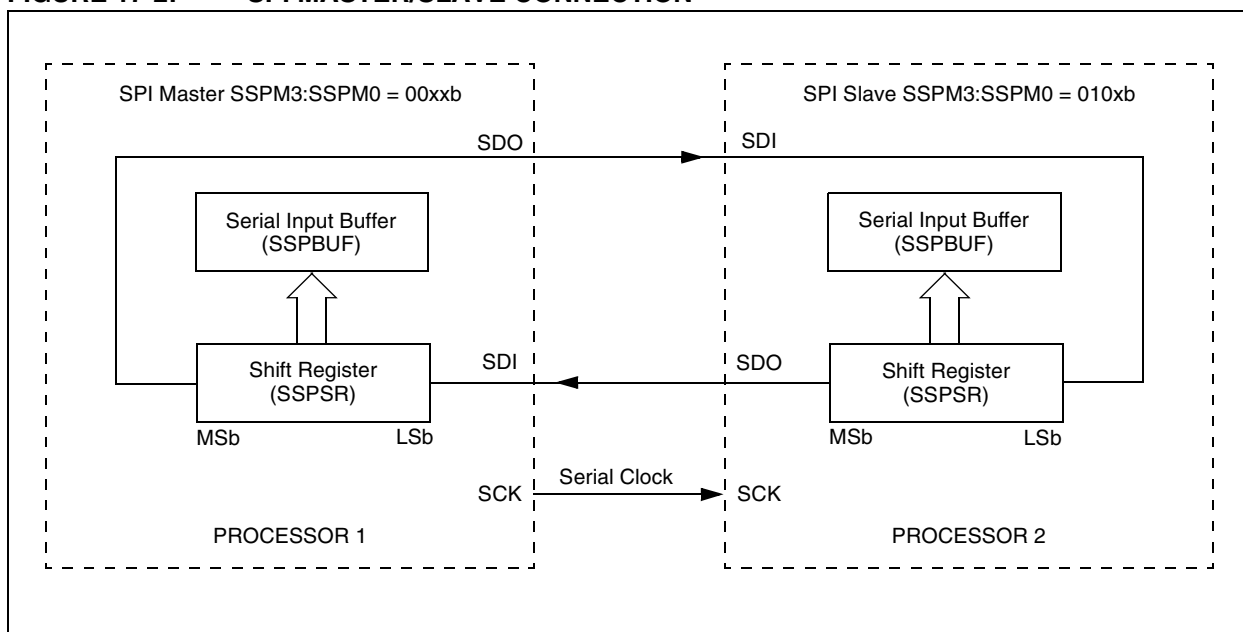 SPI Master SSPM3:SSPM0 = 00xxb
SPI Slave SSPM3:SSPM0 = 010xb
SDO
SDI
Serial Input Buffer
(SSPBUF)
Serial Input Buffer
(SSPBUF)
Shift Register
(SSPSR)
SDI
SDO
Shift Register
(SSPSR)
MSb
LSb
MSb
LSb
SCK
Serial Clock
SCK
PROCESSOR 1
PROCESSOR 2